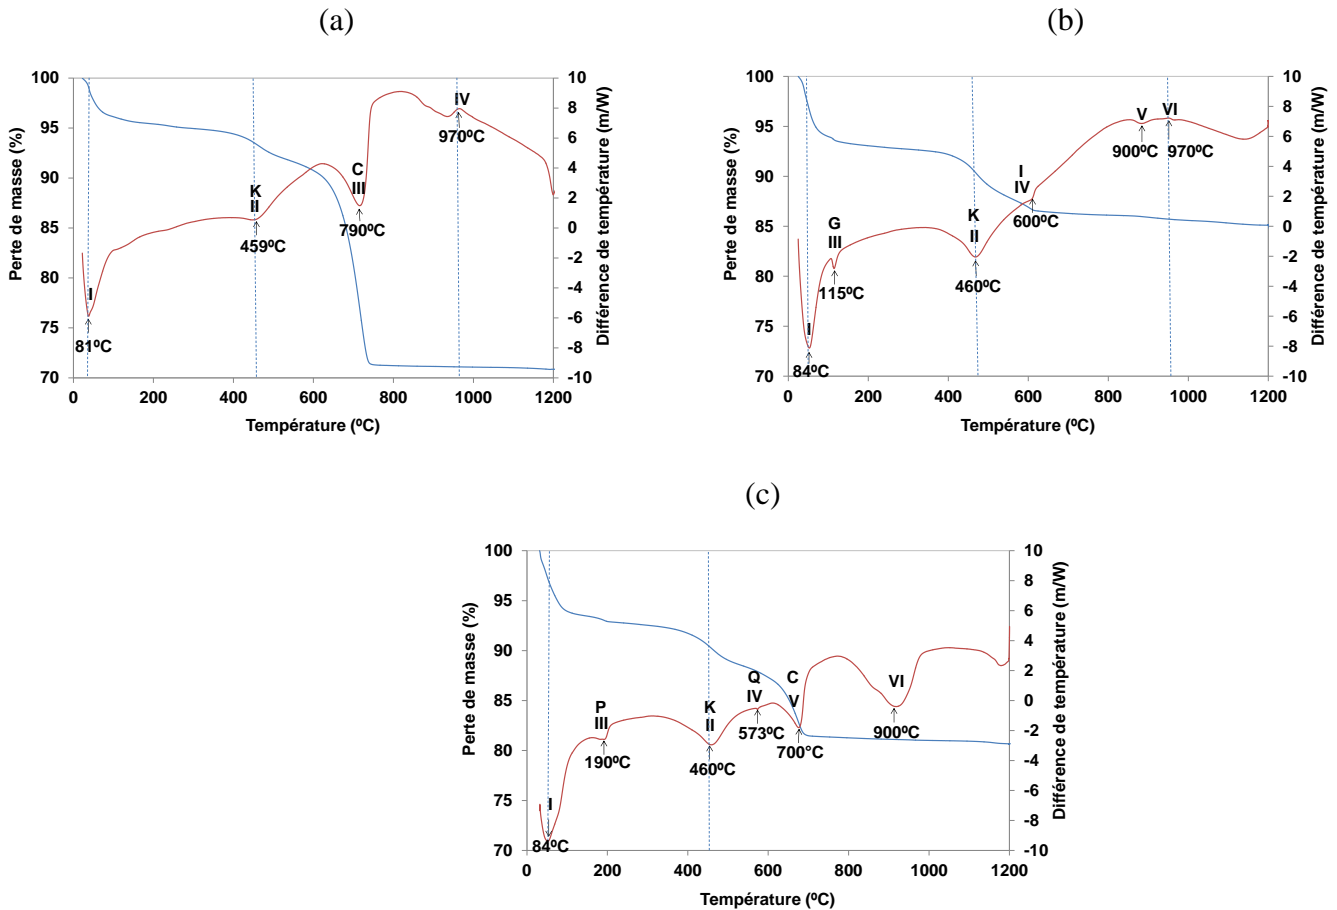 (a)
100
95
90
85
80
75
70
Perte de masse (%)
10
8
6
4
2
0
-2
-4
-6
-8
-10
Différence de température (m/W)
I
81ºC
K
II
459ºC
C
III
790ºC
IV
970ºC
0 200 400 600 800 1000 1200
Température (ºC)
(b)
100
95
90
85
80
75
70
Perte de masse (%)
10
8
6
4
2
0
-2
-4
-6
-8
-10
Différence de température (m/W)
I
84ºC
G
III
115ºC
K
II
460ºC
I
IV
600ºC
V
900ºC
VI
970ºC
0 200 400 600 800 1000 1200
Température (ºC)
(c)
100
95
90
85
80
75
70
Perte de masse (%)
10
8
6
4
2
0
-2
-4
-6
-8
-10
Différence de température (m/W)
I
84ºC
P
III
190ºC
K
II
460ºC
Q
IV
573ºC
C
V
700°C
VI
900ºC
0 200 400 600 800 1000 1200
Température (ºC)